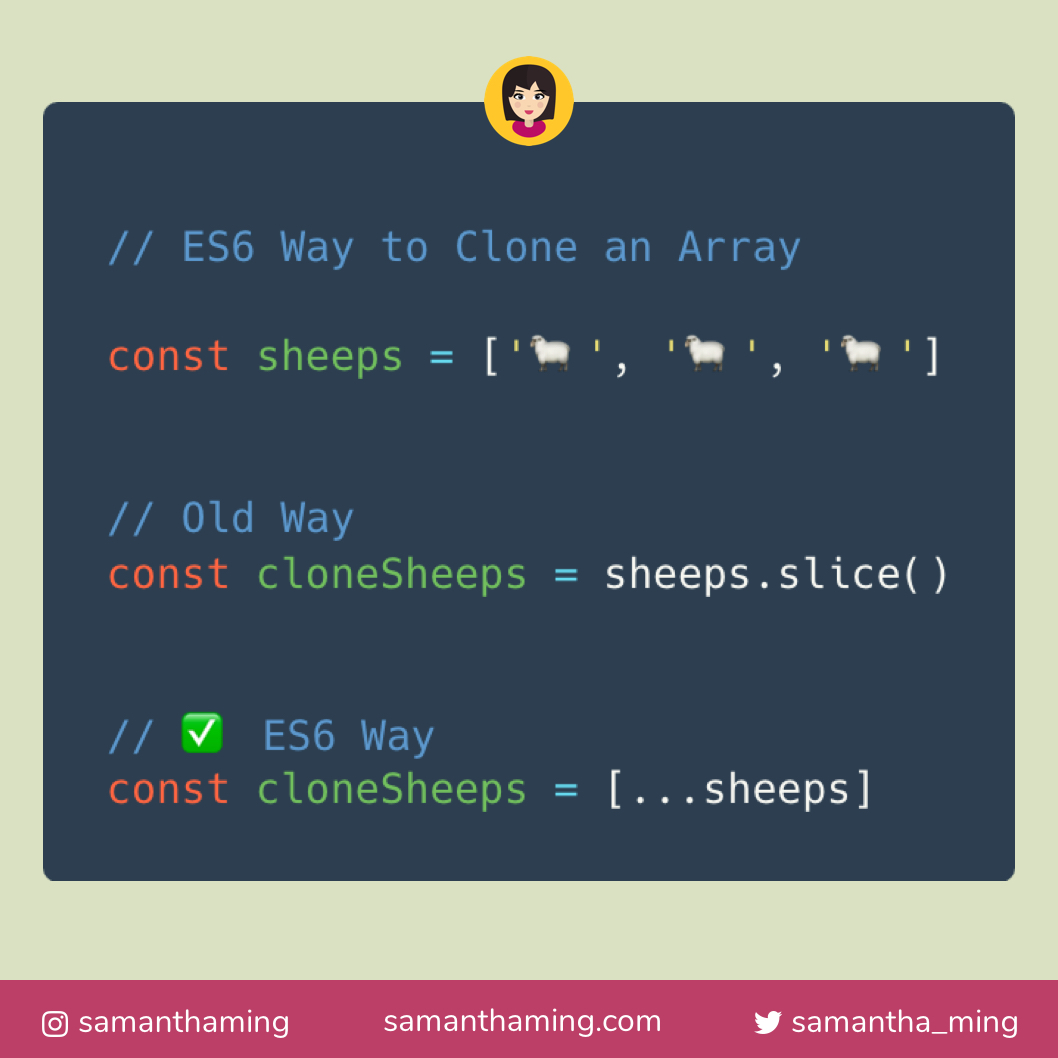 // ES6 Way to Clone an Array
const sheeps = ['🐑 ', '🐑 ', '🐑 ']
// Old Way
const cloneSheeps = sheeps.slice()
// ✅ ES6 Way
const cloneSheeps = [...sheeps]
samanthaming samanthaming.com samantha_ming